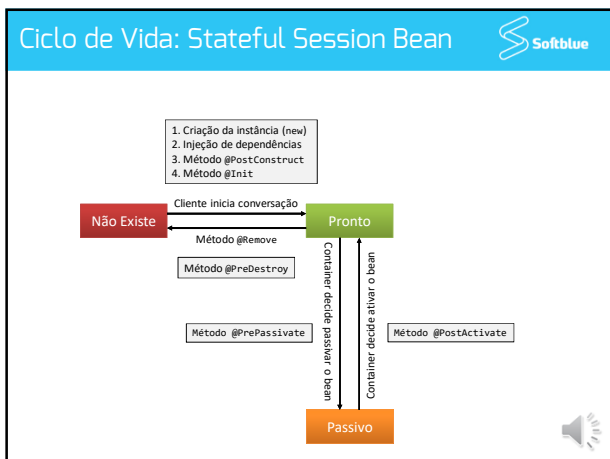 Ciclo de Vida: Stateful Session Bean
Softblue
1. Criação da instância (new)
2. Injeção de dependências
3. Método @PostConstruct
4. Método @Init
Cliente inicia conversação
Não Existe
Pronto
Método @Remove
Método @PreDestroy
Container decide passivar o bean
Container decide ativar o bean
Método @PrePassivate
Método @PostActivate
Passivo